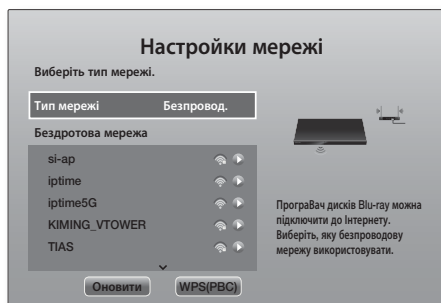 Настройки мережі
Виберіть тип мережі.
Тип мережі Безпровод.
Бездротова мережа
si-ap
iptime
iptime5G
KIMING_VTOWER
TIAS
Оновити WPS(PBC)
ПрограВач дисків Blu-ray можна
підключити до Інтернету.
Виберіть, яку безпроводову
мережу використовувати.